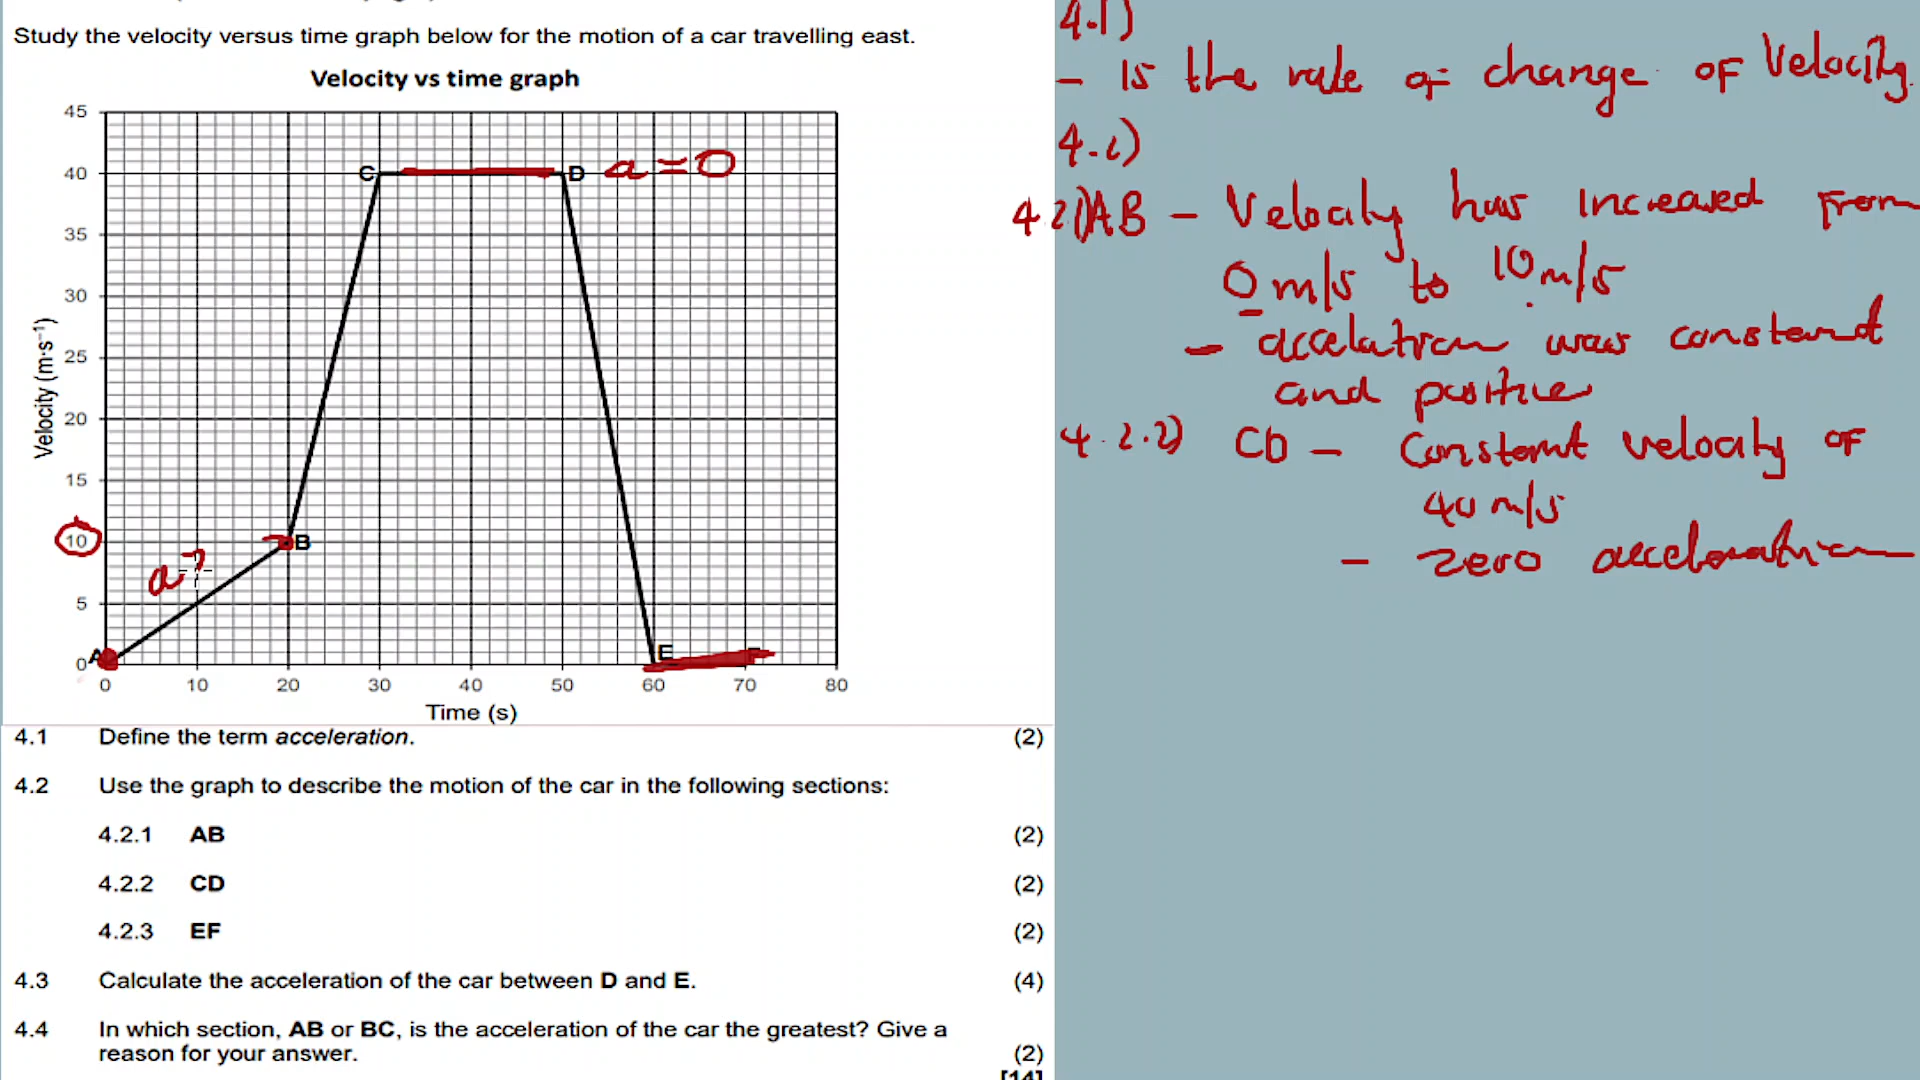 Study the velocity versus time graph below for the motion of a car travelling east.
Velocity vs time graph
Velocity (m·s⁻¹)
45
40
35
30
25
20
15
10
5
0
0 10 20 30 40 50 60 70 80
Time (s)
A
B
C
D
E
a = 0
a = ?
4.1 Define the term acceleration. (2)
4.2 Use the graph to describe the motion of the car in the following sections:
4.2.1 AB (2)
4.2.2 CD (2)
4.2.3 EF (2)
4.3 Calculate the acceleration of the car between D and E. (4)
4.4 In which section, AB or BC, is the acceleration of the car the greatest? Give a
reason for your answer. (2)
[14]
4.1)
- is the rate of change of velocity.
4.2)
4.2.1) AB - Velocity has increased from
0 m/s to 10 m/s
- accelation was constant
and positive
4.2.2) CD - Constant velocity of
40 m/s
- zero acceleration